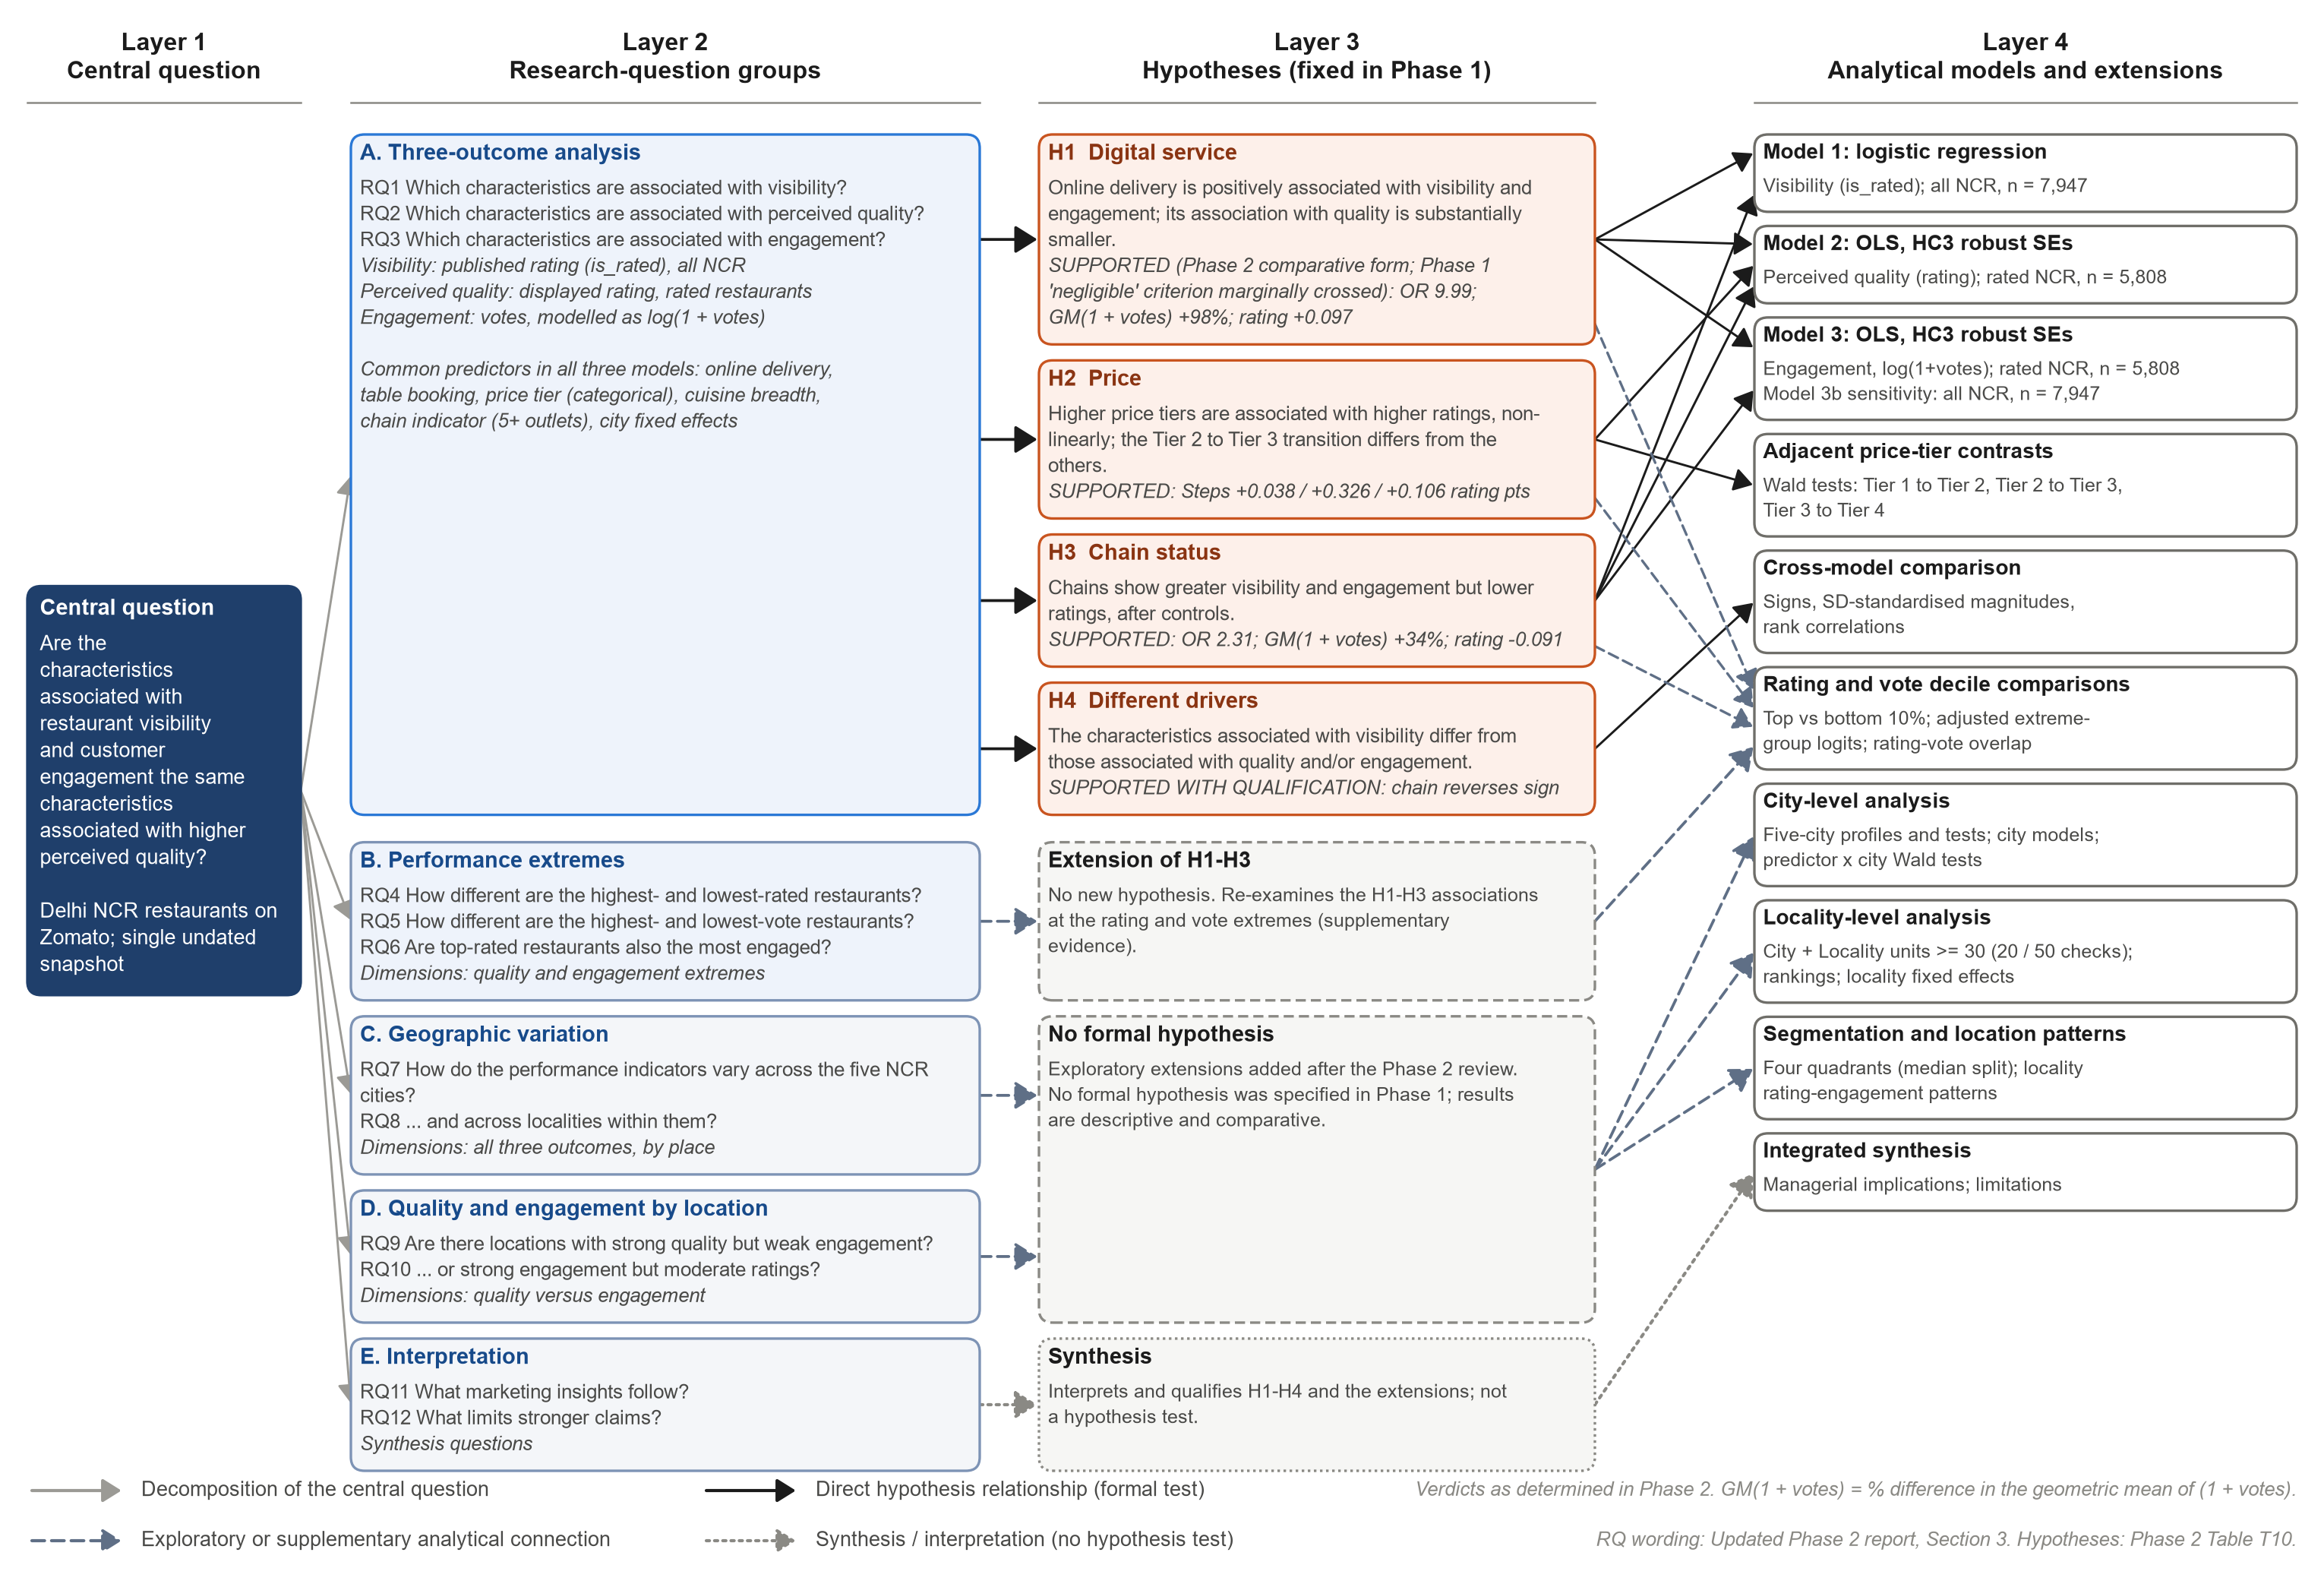 Layer 1
Central question
Layer 2
Research-question groups
Layer 3
Hypotheses (fixed in Phase 1)
Layer 4
Analytical models and extensions
Central question
Are the
characteristics
associated with
restaurant visibility
and customer
engagement the same
characteristics
associated with higher
perceived quality?
Delhi NCR restaurants on
Zomato; single undated
snapshot
A. Three-outcome analysis
RQ1 Which characteristics are associated with visibility?
RQ2 Which characteristics are associated with perceived quality?
RQ3 Which characteristics are associated with engagement?
Visibility: published rating (is_rated), all NCR
Perceived quality: displayed rating, rated restaurants
Engagement: votes, modelled as log(1 + votes)
Common predictors in all three models: online delivery,
table booking, price tier (categorical), cuisine breadth,
chain indicator (5+ outlets), city fixed effects
B. Performance extremes
RQ4 How different are the highest- and lowest-rated restaurants?
RQ5 How different are the highest- and lowest-vote restaurants?
RQ6 Are top-rated restaurants also the most engaged?
Dimensions: quality and engagement extremes
C. Geographic variation
RQ7 How do the performance indicators vary across the five NCR
cities?
RQ8 ... and across localities within them?
Dimensions: all three outcomes, by place
D. Quality and engagement by location
RQ9 Are there locations with strong quality but weak engagement?
RQ10 ... or strong engagement but moderate ratings?
Dimensions: quality versus engagement
E. Interpretation
RQ11 What marketing insights follow?
RQ12 What limits stronger claims?
Synthesis questions
H1 Digital service
Online delivery is positively associated with visibility and
engagement; its association with quality is substantially
smaller.
SUPPORTED (Phase 2 comparative form; Phase 1
'negligible' criterion marginally crossed): OR 9.99;
GM(1 + votes) +98%; rating +0.097
H2 Price
Higher price tiers are associated with higher ratings, non-
linearly; the Tier 2 to Tier 3 transition differs from the
others.
SUPPORTED: Steps +0.038 / +0.326 / +0.106 rating pts
H3 Chain status
Chains show greater visibility and engagement but lower
ratings, after controls.
SUPPORTED: OR 2.31; GM(1 + votes) +34%; rating -0.091
H4 Different drivers
The characteristics associated with visibility differ from
those associated with quality and/or engagement.
SUPPORTED WITH QUALIFICATION: chain reverses sign
Extension of H1-H3
No new hypothesis. Re-examines the H1-H3 associations
at the rating and vote extremes (supplementary
evidence).
No formal hypothesis
Exploratory extensions added after the Phase 2 review.
No formal hypothesis was specified in Phase 1; results
are descriptive and comparative.
Synthesis
Interprets and qualifies H1-H4 and the extensions; not
a hypothesis test.
Model 1: logistic regression
Visibility (is_rated); all NCR, n = 7,947
Model 2: OLS, HC3 robust SEs
Perceived quality (rating); rated NCR, n = 5,808
Model 3: OLS, HC3 robust SEs
Engagement, log(1+votes); rated NCR, n = 5,808
Model 3b sensitivity: all NCR, n = 7,947
Adjacent price-tier contrasts
Wald tests: Tier 1 to Tier 2, Tier 2 to Tier 3,
Tier 3 to Tier 4
Cross-model comparison
Signs, SD-standardised magnitudes,
rank correlations
Rating and vote decile comparisons
Top vs bottom 10%; adjusted extreme-
group logits; rating-vote overlap
City-level analysis
Five-city profiles and tests; city models;
predictor x city Wald tests
Locality-level analysis
City + Locality units >= 30 (20 / 50 checks);
rankings; locality fixed effects
Segmentation and location patterns
Four quadrants (median split); locality
rating-engagement patterns
Integrated synthesis
Managerial implications; limitations
Decomposition of the central question
Direct hypothesis relationship (formal test)
Verdicts as determined in Phase 2. GM(1 + votes) = % difference in the geometric mean of (1 + votes).
Exploratory or supplementary analytical connection
Synthesis / interpretation (no hypothesis test)
RQ wording: Updated Phase 2 report, Section 3. Hypotheses: Phase 2 Table T10.